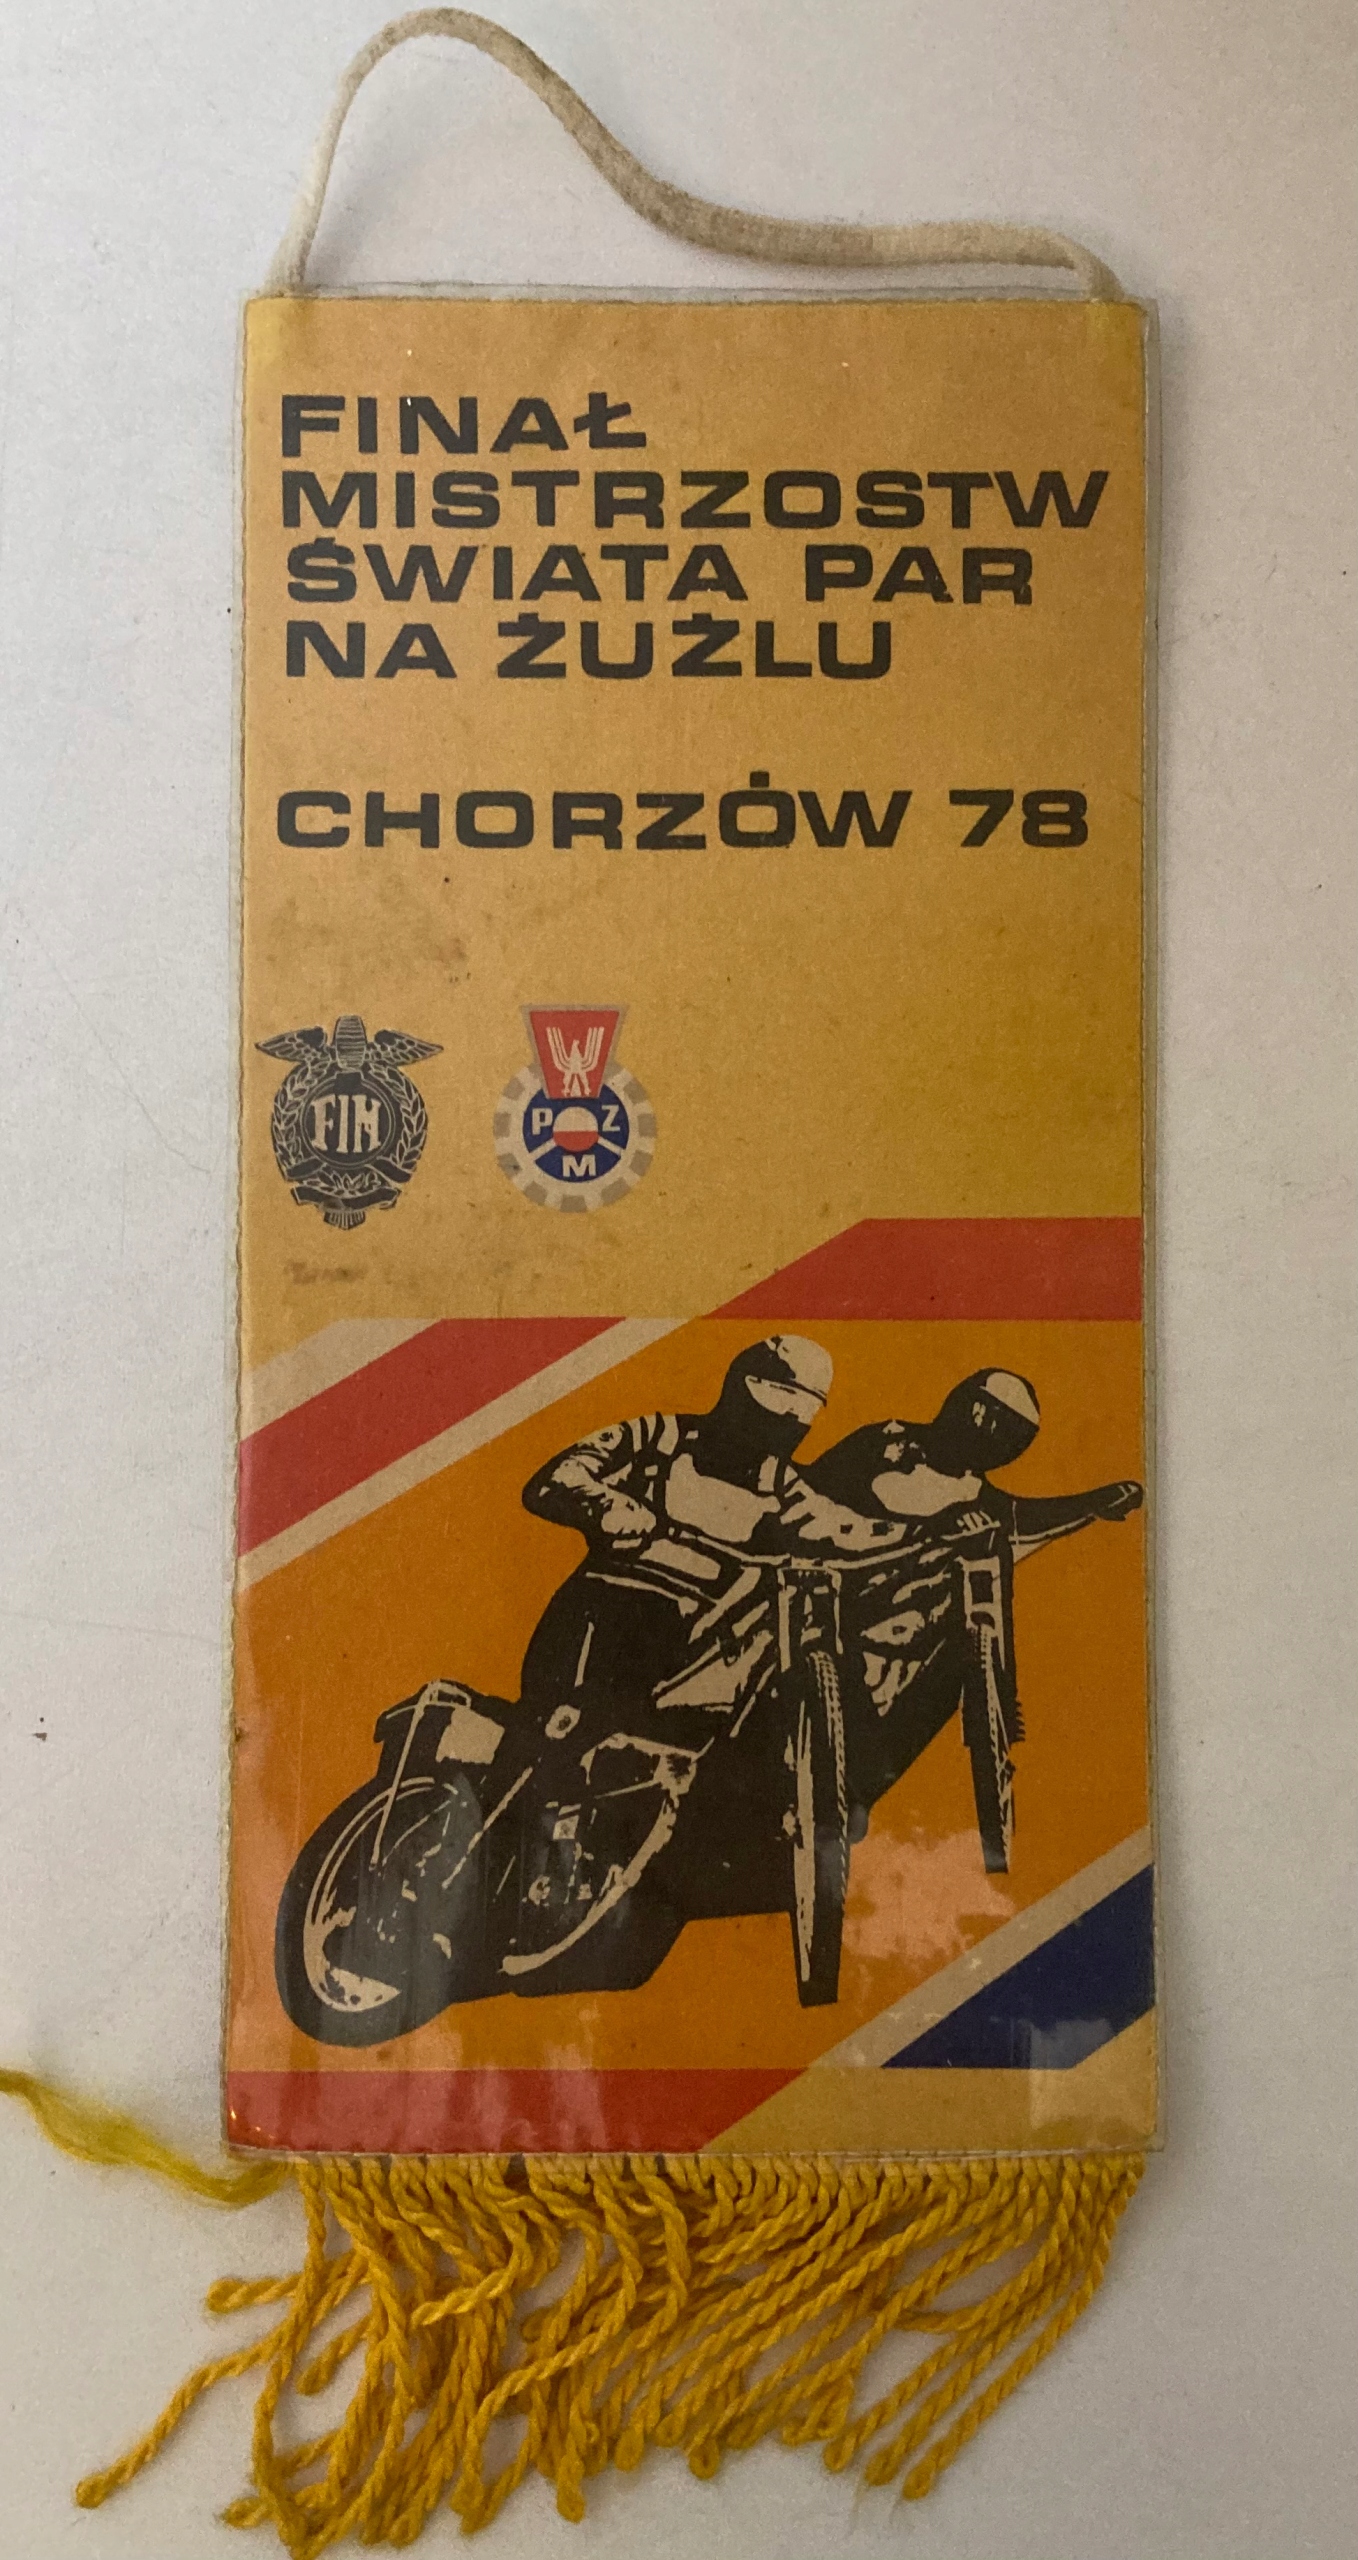 FINAŁ
MISTRZOSTW
ŚWIATA PAR
NA ŻUŻLU
CHORZÓW 78
FIM
P Z
M